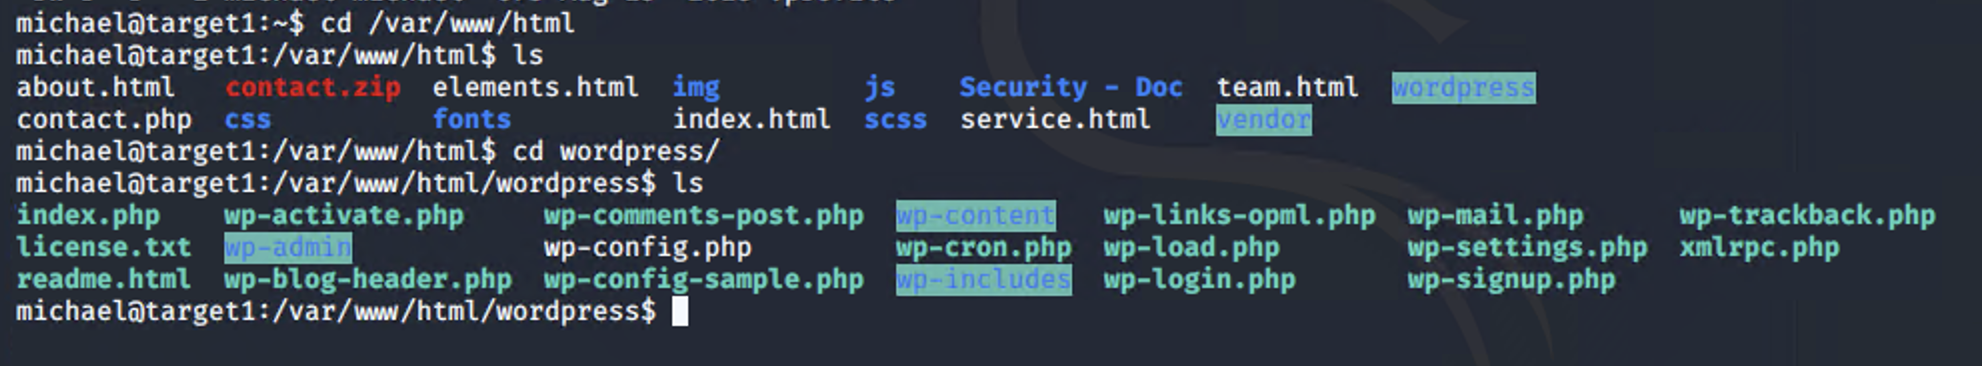 michael@target1:~$ cd /var/www/html
michael@target1:/var/www/html$ ls
about.html contact.zip elements.html img js Security - Doc team.html wordpress
contact.php css fonts index.html scss service.html vendor
michael@target1:/var/www/html$ cd wordpress/
michael@target1:/var/www/html/wordpress$ ls
index.php wp-activate.php wp-comments-post.php wp-content wp-links-opml.php wp-mail.php wp-trackback.php
license.txt wp-admin wp-config.php wp-cron.php wp-load.php wp-settings.php xmlrpc.php
readme.html wp-blog-header.php wp-config-sample.php wp-includes wp-login.php wp-signup.php
michael@target1:/var/www/html/wordpress$